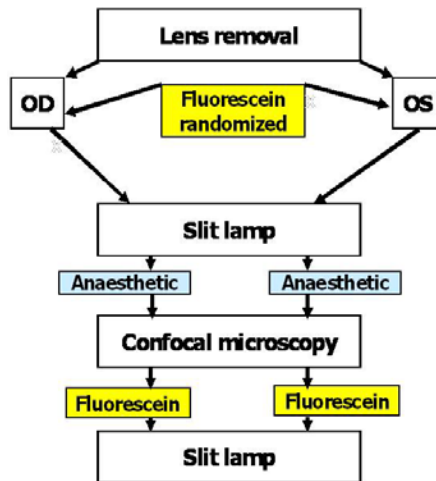 Lens removal
OD
Fluorescein
randomized
OS
Slit lamp
Anaesthetic
Anaesthetic
Confocal microscopy
Fluorescein
Fluorescein
Slit lamp